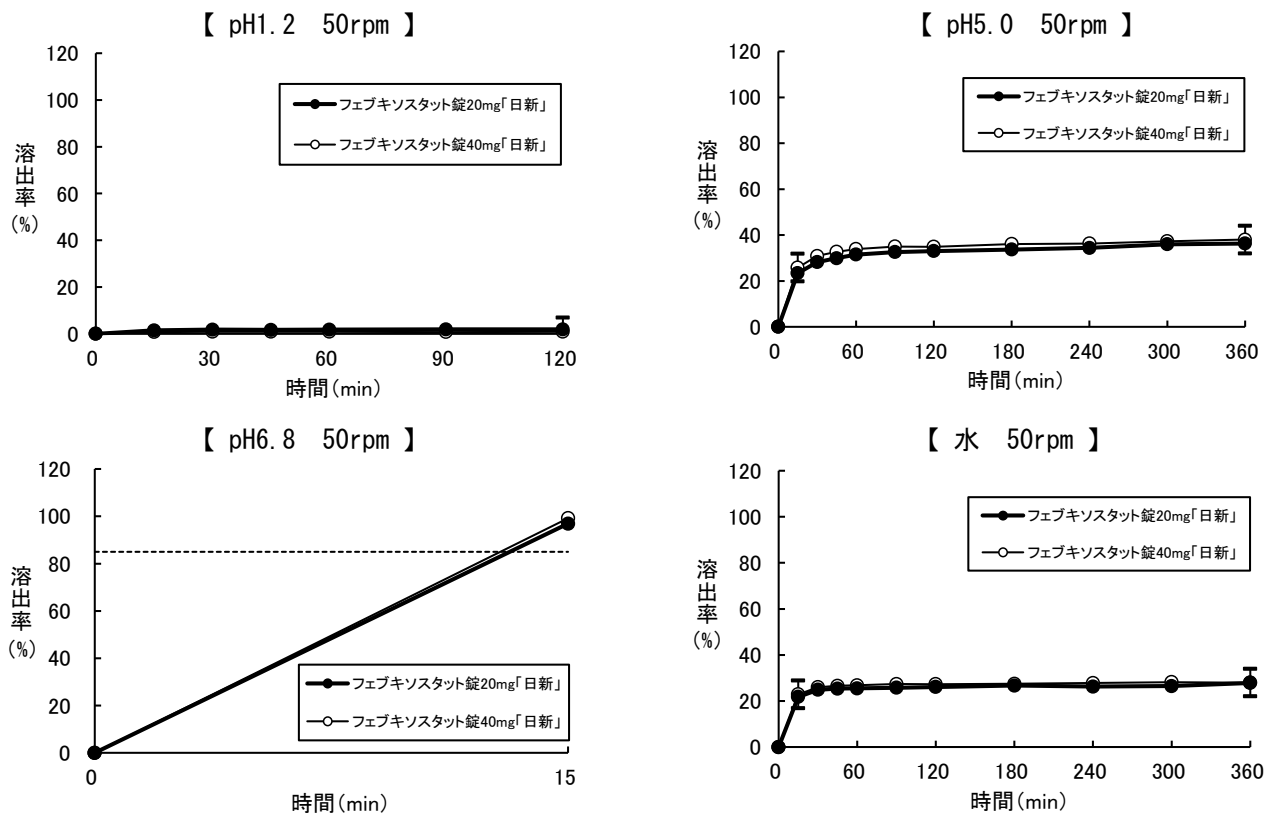 【 pH1.2 50rpm 】
120
100
80
60
40
20
0
溶出率
(%)
フェブキソスタット錠20mg「日新」
フェブキソスタット錠40mg「日新」
0 30 60 90 120
時間(min)
【 pH5.0 50rpm 】
120
100
80
60
40
20
0
溶出率
(%)
フェブキソスタット錠20mg「日新」
フェブキソスタット錠40mg「日新」
0 60 120 180 240 300 360
時間(min)
【 pH6.8 50rpm 】
120
100
80
60
40
20
0
溶出率
(%)
フェブキソスタット錠20mg「日新」
フェブキソスタット錠40mg「日新」
0 15
時間(min)
【 水 50rpm 】
120
100
80
60
40
20
0
溶出率
(%)
フェブキソスタット錠20mg「日新」
フェブキソスタット錠40mg「日新」
0 60 120 180 240 300 360
時間(min)